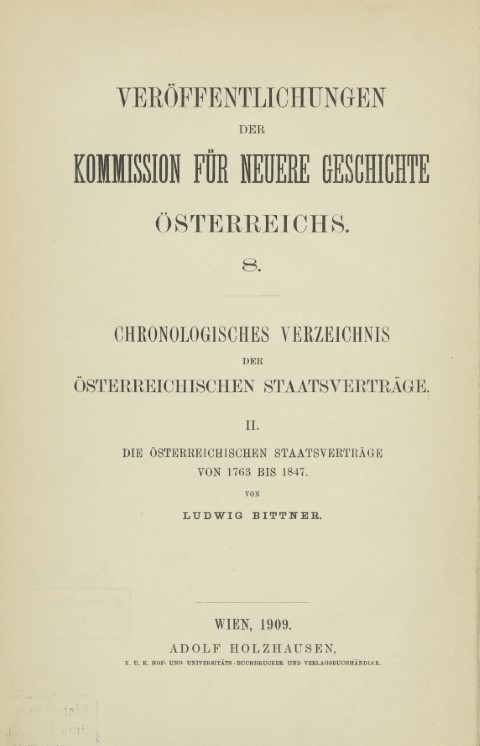 VERÖFFENTLICHUNGEN
DER
KOMMISSION FÜR NEUERE GESCHICHTE
ÖSTERREICHS.
8.
CHRONOLOGISCHES VERZEICHNIS
DER
ÖSTERREICHISCHEN STAATSVERTRÄGE.
II.
DIE ÖSTERREICHISCHEN STAATSVERTRÄGE
VON 1763 BIS 1847.
VON
LUDWIG BITTNER.
WIEN, 1909.
ADOLF HOLZHAUSEN,
K. U. K. HOF- UND UNIVERSITÄTS-BUCHDRUCKER UND VERLAGSBUCHHÄNDLER.